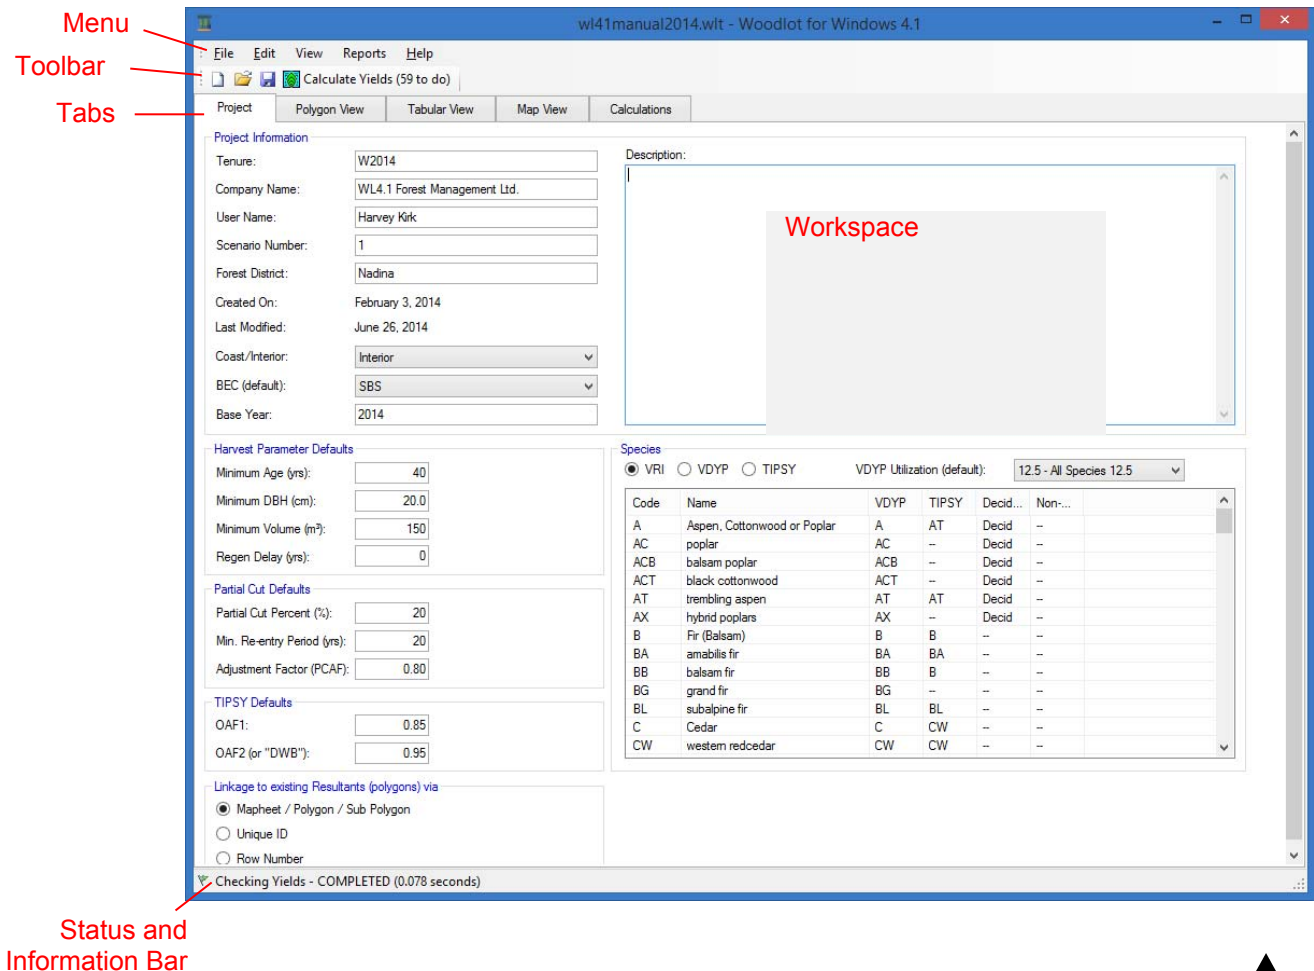 Menu
Toolbar
Tabs
wl41manual2014.wlt - Woodlot for Windows 4.1
File Edit View Reports Help
Calculate Yields (59 to do)
Project Polygon View Tabular View Map View Calculations
Project Information
Tenure: W2014
Company Name: WL4.1 Forest Management Ltd.
User Name: Harvey Kirk
Scenario Number: 1
Forest District: Nadina
Created On: February 3, 2014
Last Modified: June 26, 2014
Coast/Interior: Interior
BEC (default): SBS
Base Year: 2014
Description:
Workspace
Harvest Parameter Defaults
Minimum Age (yrs): 40
Minimum DBH (cm): 20.0
Minimum Volume (m³): 150
Regen Delay (yrs): 0
Partial Cut Defaults
Partial Cut Percent (%): 20
Min. Re-entry Period (yrs): 20
Adjustment Factor (PCAF): 0.80
TIPSY Defaults
OAF1: 0.85
OAF2 (or "DWB"): 0.95
Linkage to existing Resultants (polygons) via
Mapheet / Polygon / Sub Polygon
Unique ID
Row Number
Species
VRI VDYP TIPSY VDYP Utilization (default): 12.5 - All Species 12.5
Code Name VDYP TIPSY Decid... Non-...
A Aspen, Cottonwood or Poplar A AT Decid --
AC poplar AC -- Decid --
ACB balsam poplar ACB -- Decid --
ACT black cottonwood ACT -- Decid --
AT trembling aspen AT AT Decid --
AX hybrid poplars AX -- Decid --
B Fir (Balsam) B B -- --
BA amabilis fir BA BA -- --
BB balsam fir BB B -- --
BG grand fir BG -- -- --
BL subalpine fir BL BL -- --
C Cedar C CW -- --
CW western redcedar CW CW -- --
Checking Yields - COMPLETED (0.078 seconds)
Status and
Information Bar